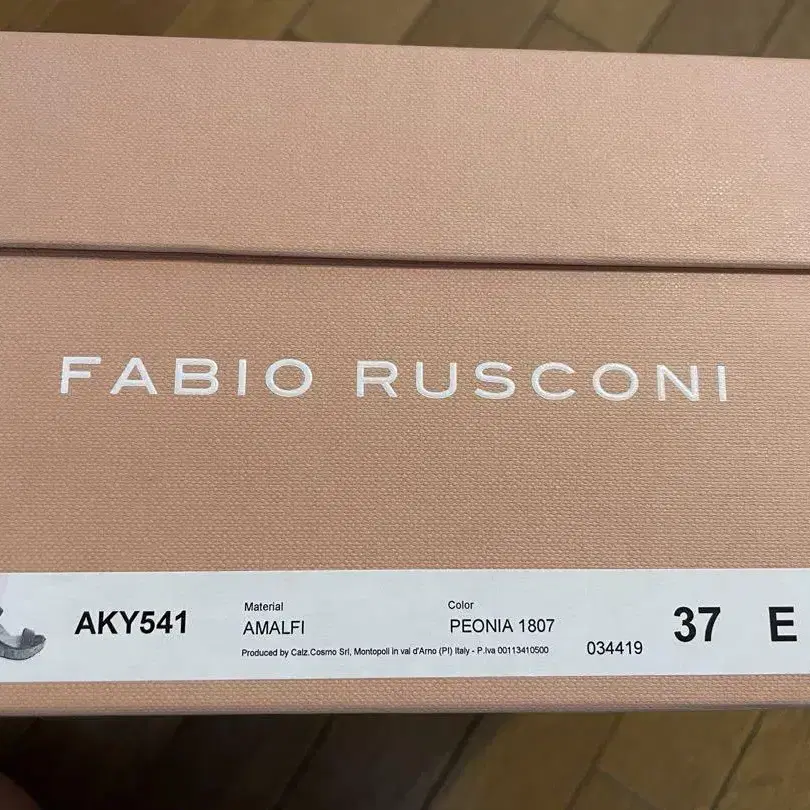 FABIO RUSCONI
AKY541
Material
AMALFI
Color
PEONIA 1807
Produced by Calz.Cosmo Srl, Montopoli in val d'Arno (PI) Italy - P.Iva 00113410500
034419
37 E